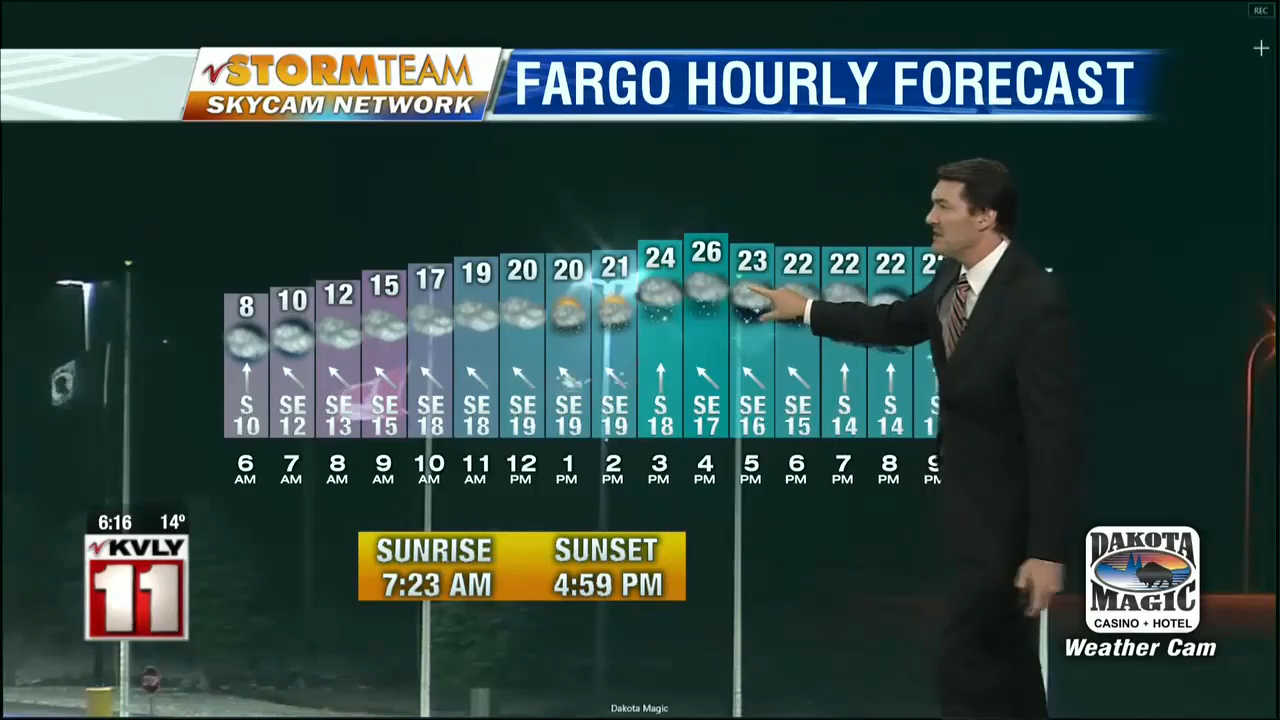 REC
STORMTEAM
SKYCAM NETWORK
FARGO HOURLY FORECAST
8 10 12 15 17 19 20 20 21 24 26 23 22 22 22
S SE SE SE SE SE SE SE SE S SE SE SE S S S
10 12 13 15 18 18 19 19 19 18 17 16 15 14 14
6 7 8 9 10 11 12 1 2 3 4 5 6 7 8 9
AM AM AM AM AM AM PM PM PM PM PM PM PM PM PM PM
6:16 14°
KVLY
11
SUNRISE SUNSET
7:23 AM 4:59 PM
DAKOTA
MAGIC
CASINO + HOTEL
Weather Cam
Dakota Magic